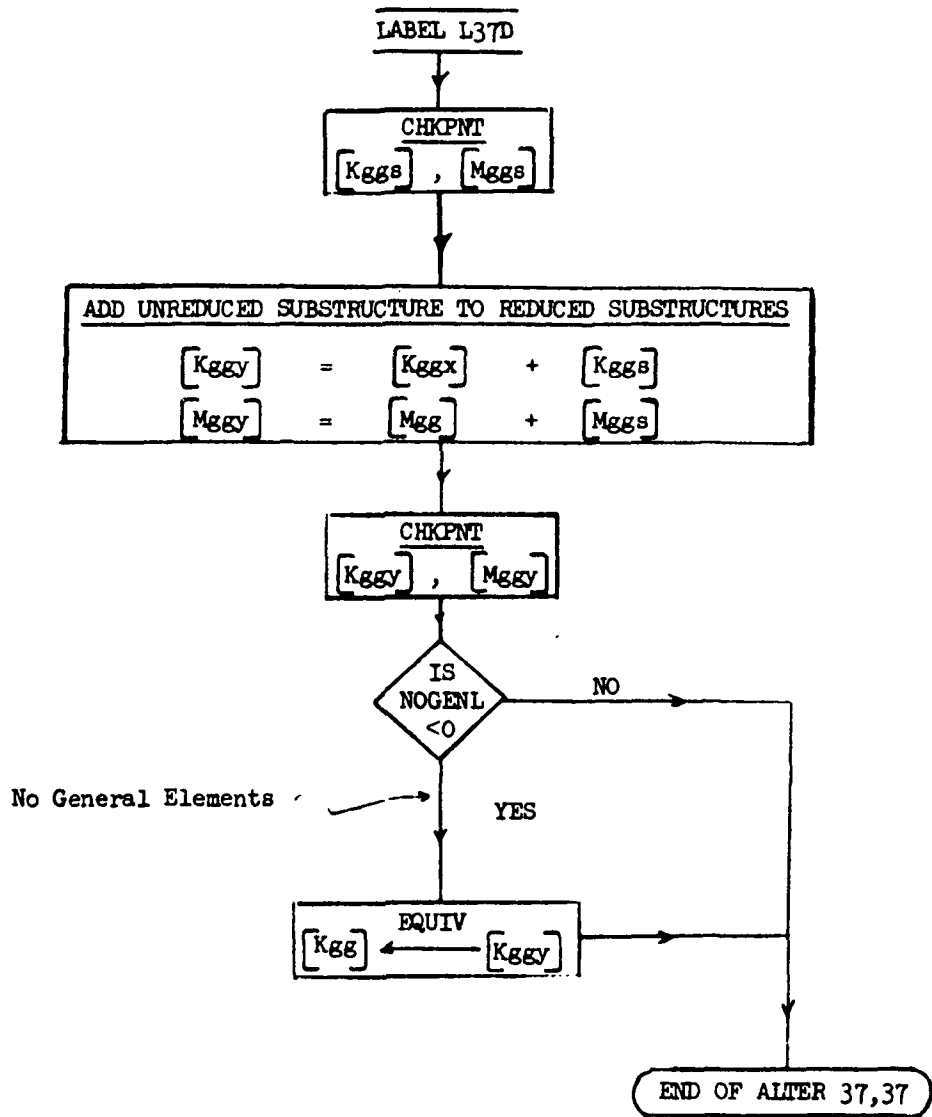 LABEL L37D
CHKPNT
[Kggs] , [Mggs]
ADD UNREDUCED SUBSTRUCTURE TO REDUCED SUBSTRUCTURES
[Kggy] = [Kggx] + [Kggs]
[Mggy] = [Mgg] + [Mggs]
CHKPNT
[Kggy] , [Mggy]
IS
NOGENL
<0
NO
No General Elements
YES
EQUIV
[Kgg] ← [Kggy]
END OF ALTER 37,37